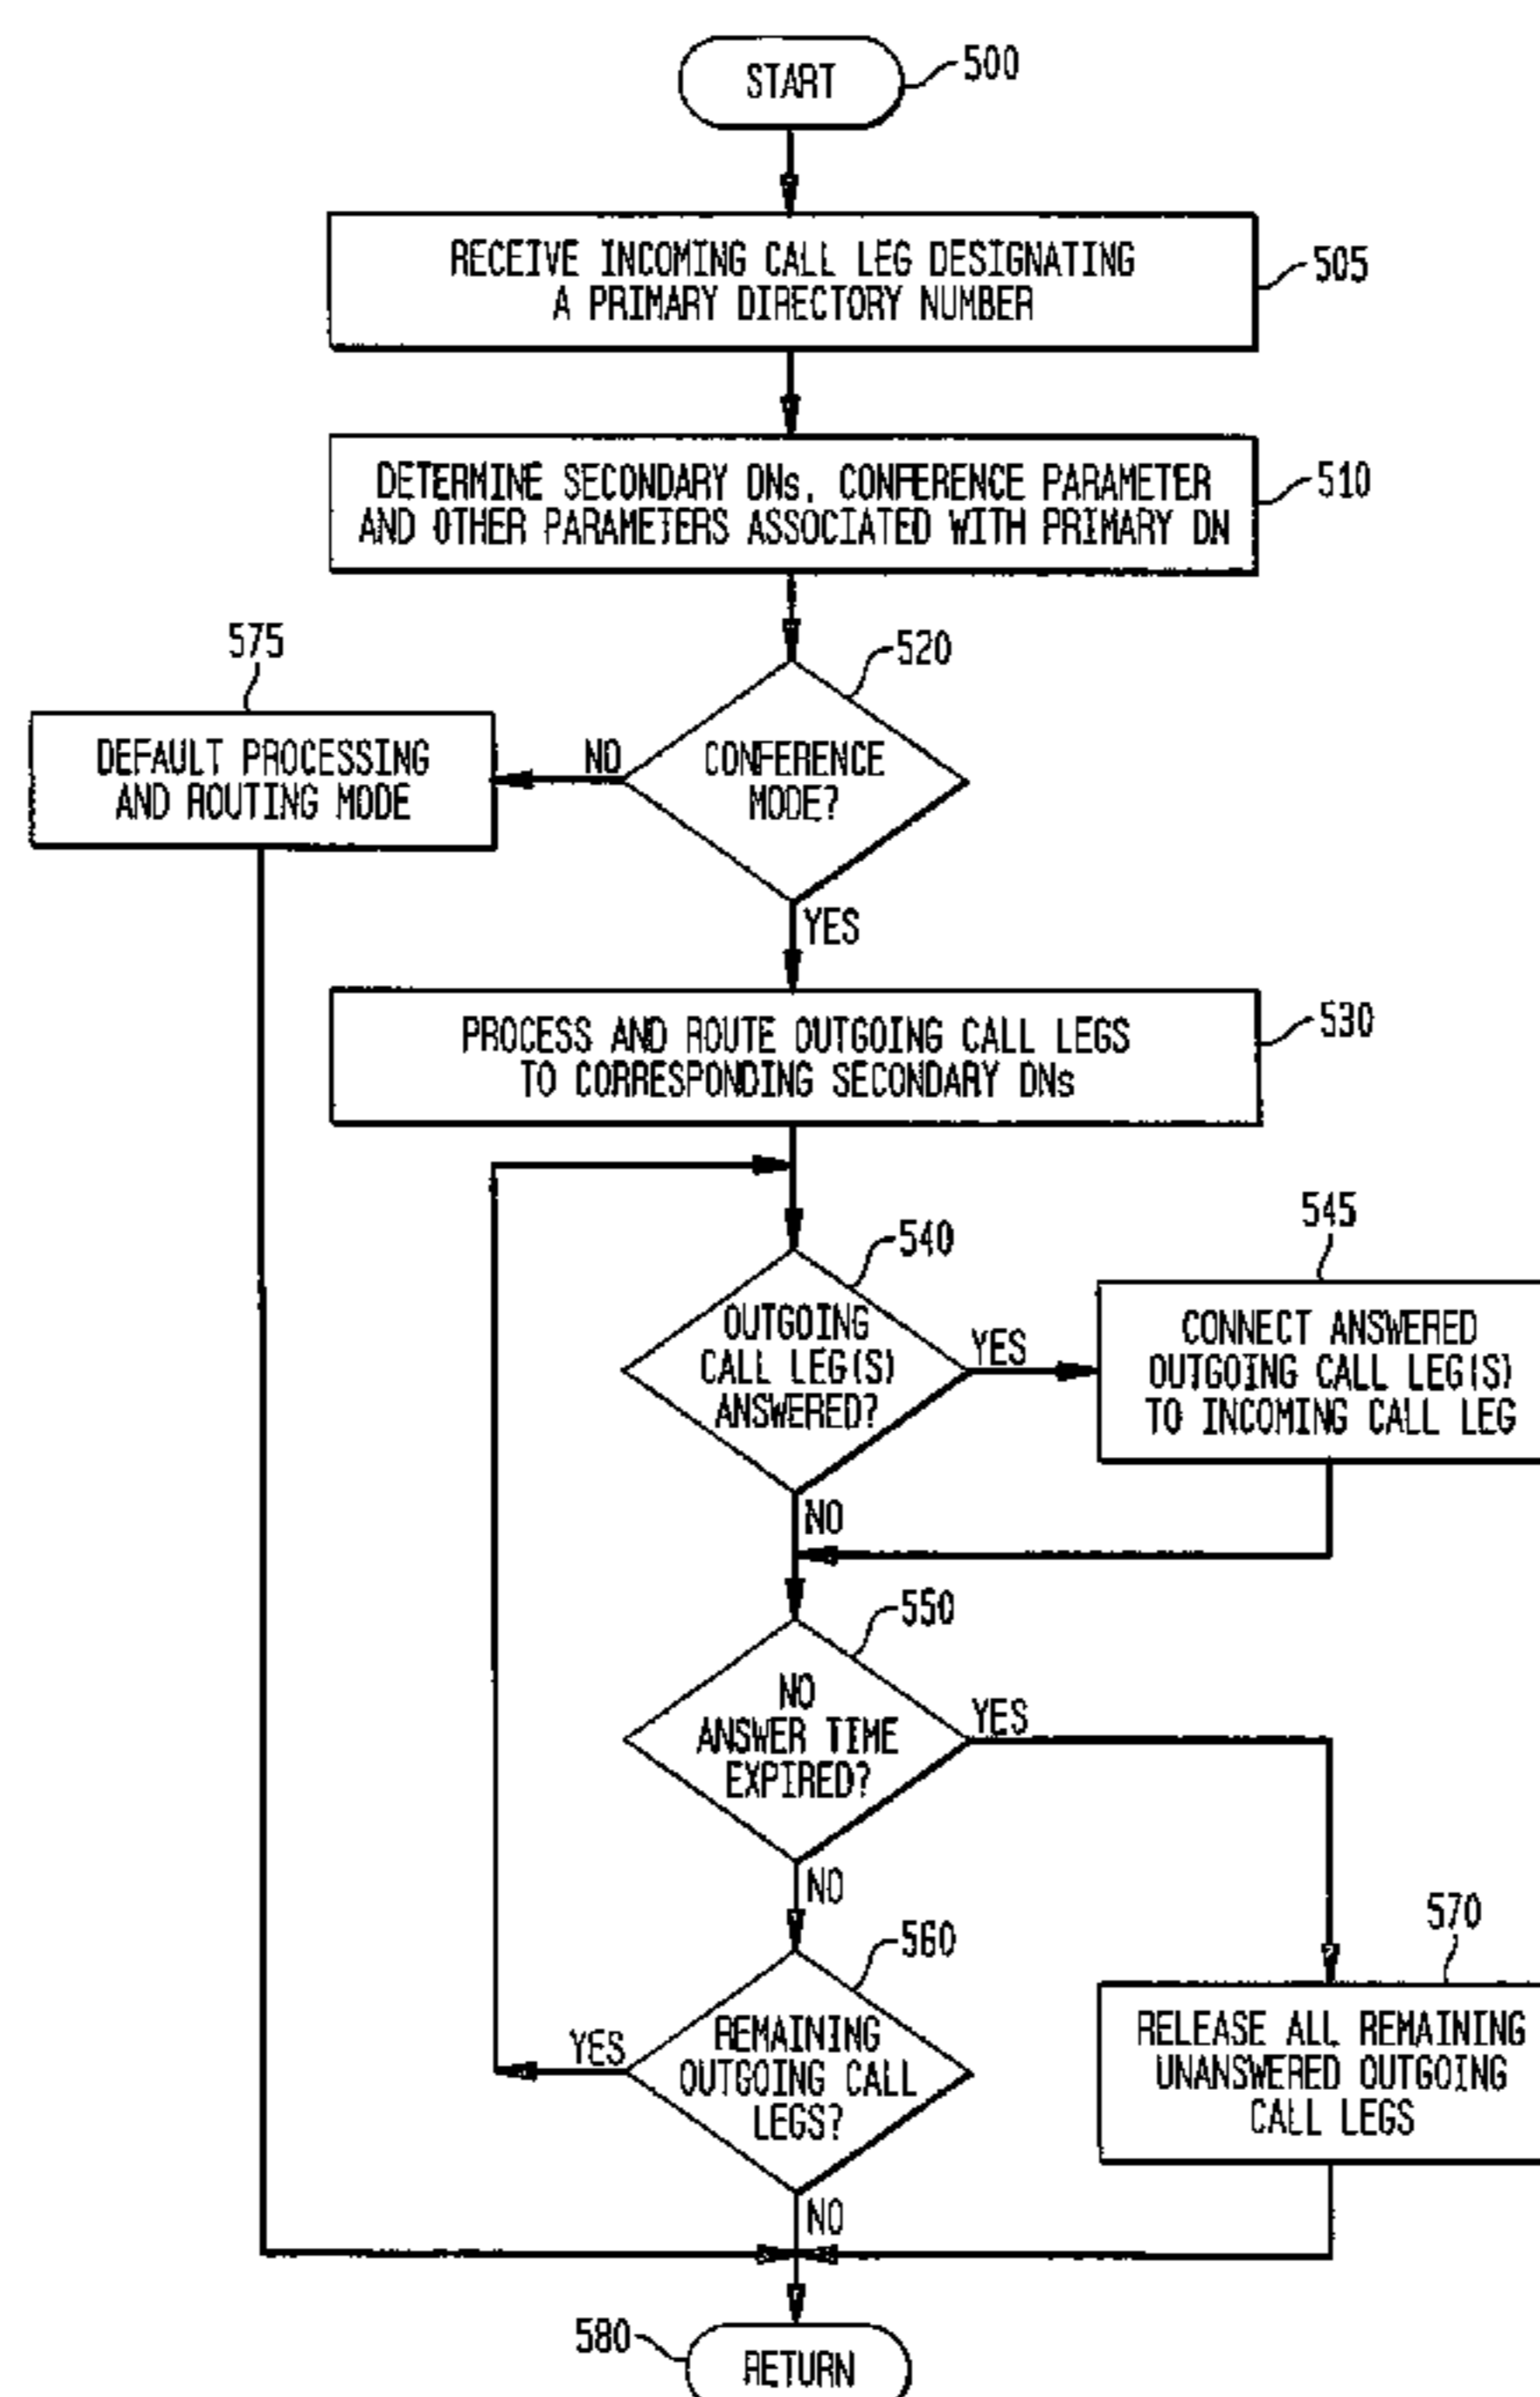 START
500
RECEIVE INCOMING CALL LEG DESIGNATING
A PRIMARY DIRECTORY NUMBER
505
DETERMINE SECONDARY DNs, CONFERENCE PARAMETER
AND OTHER PARAMETERS ASSOCIATED WITH PRIMARY DN
510
575
520
DEFAULT PROCESSING
AND ROUTING MODE
NO
CONFERENCE
MODE?
YES
PROCESS AND ROUTE OUTGOING CALL LEGS
TO CORRESPONDING SECONDARY DNs
530
540
545
OUTGOING
CALL LEG(S)
ANSWERED?
YES
CONNECT ANSWERED
OUTGOING CALL LEG(S)
TO INCOMING CALL LEG
NO
550
NO
ANSWER TIME
EXPIRED?
YES
NO
560
570
YES
REMAINING
OUTGOING CALL
LEGS?
RELEASE ALL REMAINING
UNANSWERED OUTGOING
CALL LEGS
NO
580
RETURN